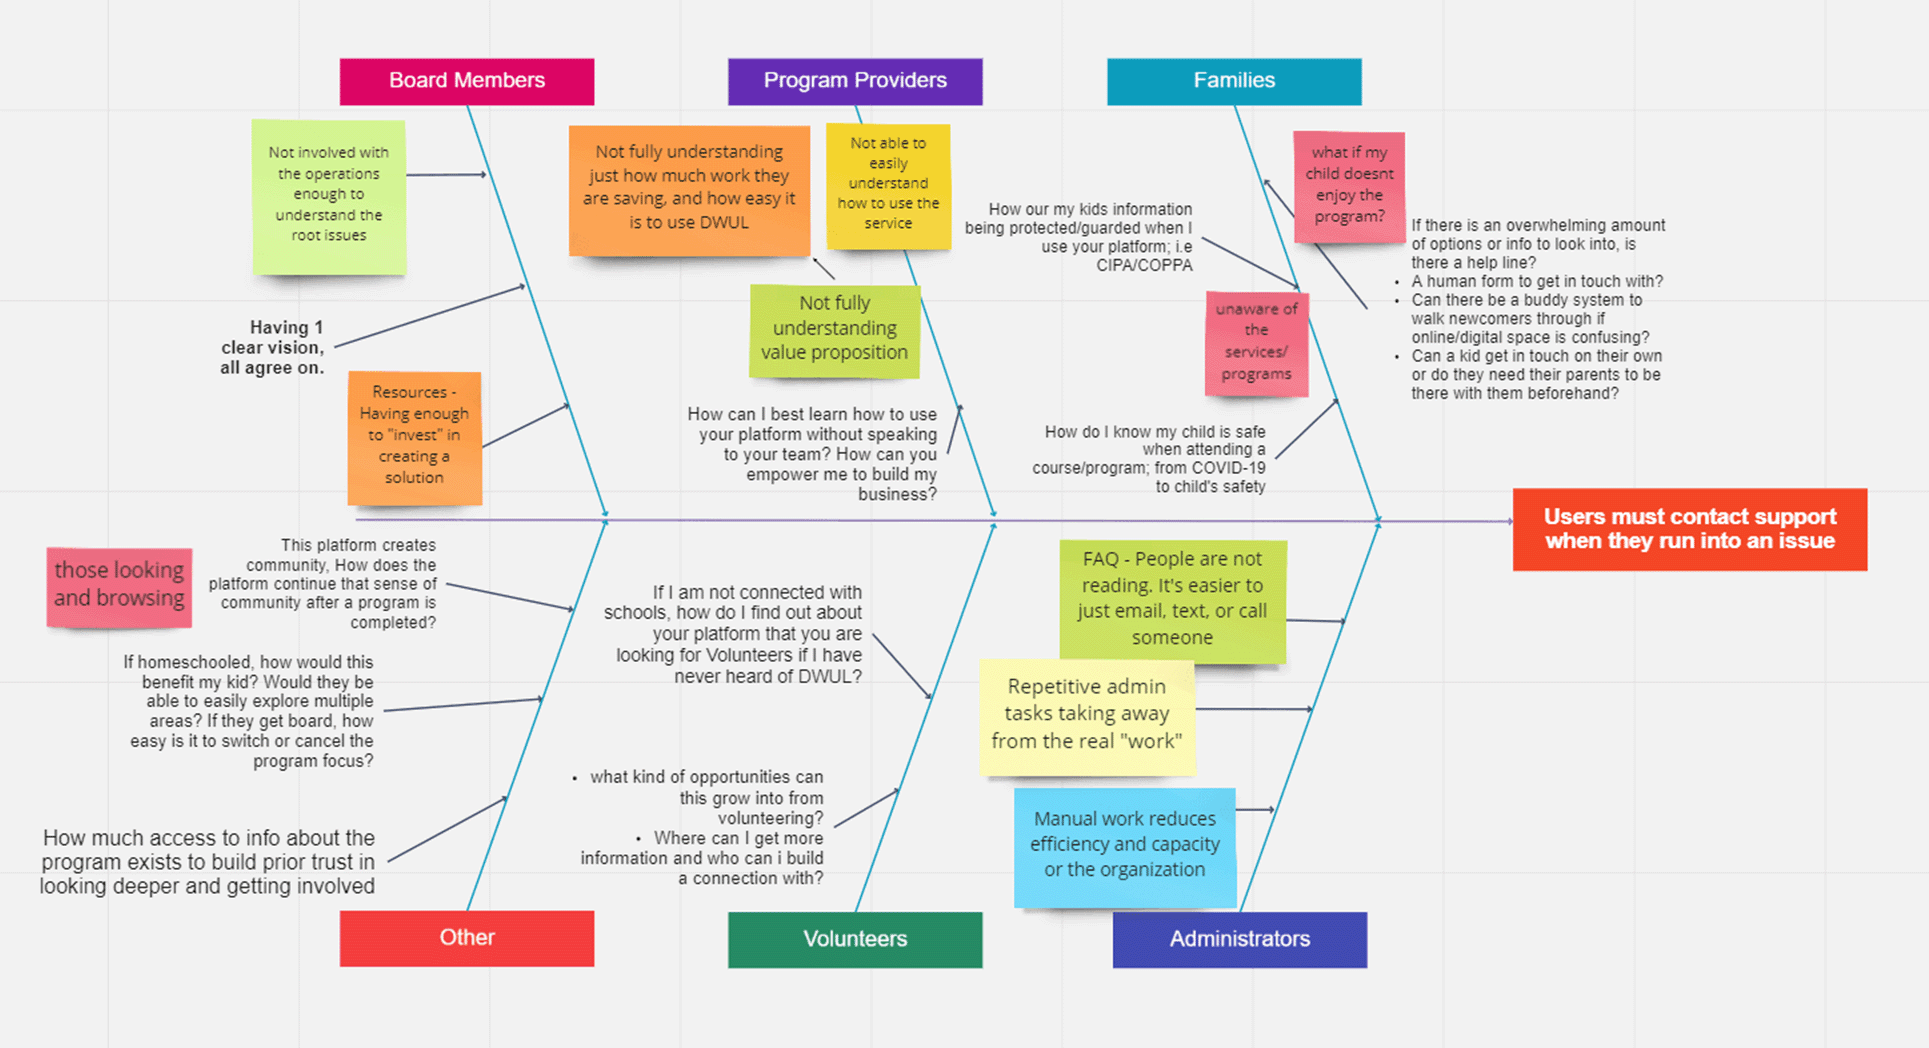 Board Members
Program Providers
Families
Not involved with
the operations
enough to
understand the
root issues
Having 1
clear vision,
all agree on.
Resources -
Having enough
to "invest" in
creating a
solution
Not fully understanding
just how much work they
are saving, and how easy it
is to use DWUL
Not able to
easily
understand
how to use the
service
Not fully
understanding
value proposition
How can I best learn how to use
your platform without speaking
to your team? How can you
empower me to build my
business?
what if my
child doesnt
enjoy the
program?
How our my kids information
being protected/guarded when I
use your platform; i.e
CIPA/COPPA
unaware of
the
services/
programs
If there is an overwhelming amount
of options or info to look into, is
there a help line?
• A human form to get in touch with?
• Can there be a buddy system to
walk newcomers through if
online/digital space is confusing?
• Can a kid get in touch on their own
or do they need their parents to be
there with them beforehand?
How do I know my child is safe
when attending a
course/program; from COVID-19
to child's safety
Users must contact support
when they run into an issue
those looking
and browsing
This platform creates
community, How does the
platform continue that sense of
community after a program is
completed?
If homeschooled, how would this
benefit my kid? Would they be
able to easily explore multiple
areas? If they get board, how
easy is it to switch or cancel the
program focus?
How much access to info about the
program exists to build prior trust in
looking deeper and getting involved
If I am not connected with
schools, how do I find out about
your platform that you are
looking for Volunteers if I have
never heard of DWUL?
• what kind of opportunities can
this grow into from
volunteering?
• Where can I get more
information and who can i build
a connection with?
FAQ - People are not
reading. It's easier to
just email, text, or call
someone
Repetitive admin
tasks taking away
from the real "work"
Manual work reduces
efficiency and capacity
or the organization
Other
Volunteers
Administrators